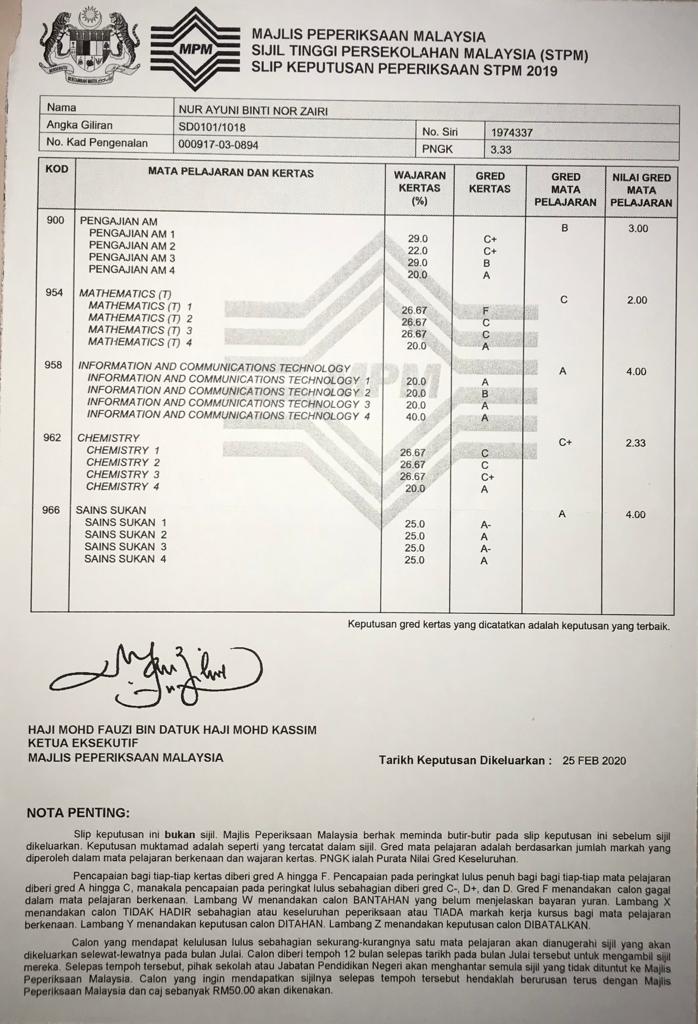 MPM
MAJLIS PEPERIKSAAN MALAYSIA
SIJIL TINGGI PERSEKOLAHAN MALAYSIA (STPM)
SLIP KEPUTUSAN PEPERIKSAAN STPM 2019
Nama NUR AYUNI BINTI NOR ZAIRI
Angka Giliran SD0101/1018 No. Siri 1974337
No. Kad Pengenalan 000917-03-0894 PNGK 3.33
KOD MATA PELAJARAN DAN KERTAS WAJARAN KERTAS (%) GRED KERTAS GRED MATA PELAJARAN NILAI GRED MATA PELAJARAN
900 PENGAJIAN AM B 3.00
PENGAJIAN AM 1 29.0 C+
PENGAJIAN AM 2 22.0 C+
PENGAJIAN AM 3 29.0 B
PENGAJIAN AM 4 20.0 A
954 MATHEMATICS (T) C 2.00
MATHEMATICS (T) 1 26.67 F
MATHEMATICS (T) 2 26.67 C
MATHEMATICS (T) 3 26.67 C
MATHEMATICS (T) 4 20.0 A
958 INFORMATION AND COMMUNICATIONS TECHNOLOGY A 4.00
INFORMATION AND COMMUNICATIONS TECHNOLOGY 1 20.0 A
INFORMATION AND COMMUNICATIONS TECHNOLOGY 2 20.0 B
INFORMATION AND COMMUNICATIONS TECHNOLOGY 3 20.0 A
INFORMATION AND COMMUNICATIONS TECHNOLOGY 4 40.0 A
962 CHEMISTRY C+ 2.33
CHEMISTRY 1 26.67 C
CHEMISTRY 2 26.67 C
CHEMISTRY 3 26.67 C+
CHEMISTRY 4 20.0 A
966 SAINS SUKAN A 4.00
SAINS SUKAN 1 25.0 A-
SAINS SUKAN 2 25.0 A
SAINS SUKAN 3 25.0 A-
SAINS SUKAN 4 25.0 A
MPM
Keputusan gred kertas yang dicatatkan adalah keputusan yang terbaik.
HAJI MOHD FAUZI BIN DATUK HAJI MOHD KASSIM
KETUA EKSEKUTIF
MAJLIS PEPERIKSAAN MALAYSIA Tarikh Keputusan Dikeluarkan : 25 FEB 2020
NOTA PENTING:
Slip keputusan ini bukan sijil. Majlis Peperiksaan Malaysia berhak meminda butir-butir pada slip keputusan ini sebelum sijil
dikeluarkan. Keputusan muktamad adalah seperti yang tercatat dalam sijil. Gred mata pelajaran adalah berdasarkan jumlah markah yang
diperoleh dalam mata pelajaran berkenaan dan wajaran kertas. PNGK ialah Purata Nilai Gred Keseluruhan.
Pencapaian bagi tiap-tiap kertas diberi gred A hingga F. Pencapaian pada peringkat lulus penuh bagi bagi tiap-tiap mata pelajaran
diberi gred A hingga C, manakala pencapaian pada peringkat lulus sebahagian diberi gred C-, D+, dan D. Gred F menandakan calon gagal
dalam mata pelajaran berkenaan. Lambang W menandakan calon BANTAHAN yang belum menjelaskan bayaran yuran. Lambang X
menandakan calon TIDAK HADIR sebahagian atau keseluruhan peperiksaan atau TIADA markah kerja kursus bagi mata pelajaran
berkenaan. Lambang Y menandakan keputusan calon DITAHAN. Lambang Z menandakan keputusan calon DIBATALKAN.
Calon yang mendapat kelulusan lulus sebahagian sekurang-kurangnya satu mata pelajaran akan dianugerahi sijil yang akan
dikeluarkan selewat-lewatnya pada bulan Julai. Calon diberi tempoh 12 bulan selepas tarikh pada bulan Julai tersebut untuk mengambil sijil
mereka. Selepas tempoh tersebut, pihak sekolah atau Jabatan Pendidikan Negeri akan menghantar semula sijil yang tidak dituntut ke Majlis
Peperiksaan Malaysia. Calon yang ingin mendapatkan sijilnya selepas tempoh tersebut hendaklah berurusan terus dengan Majlis
Peperiksaan Malaysia dan caj sebanyak RM50.00 akan dikenakan.